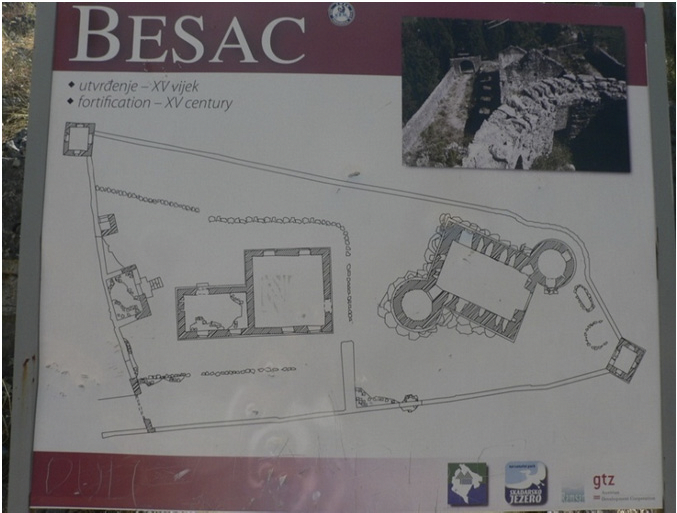 BESAC
utvrđenje – XV vijek
fortification – XV century
SKADARSKO
JEZERO
gtz